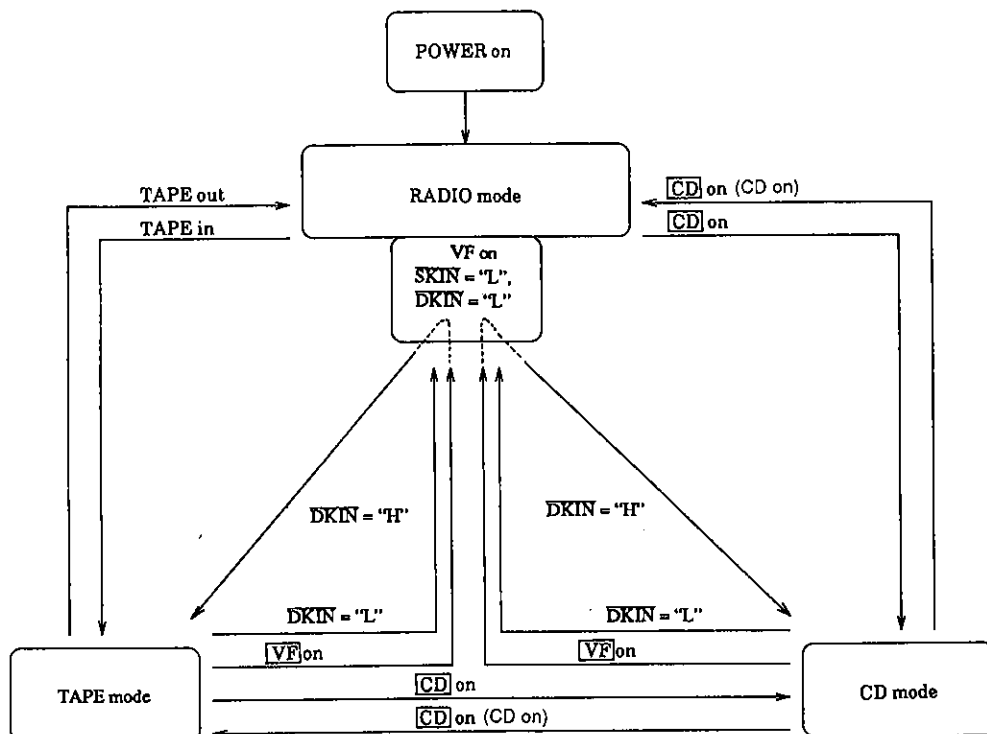 POWER on
RADIO mode
TAPE out
TAPE in
CD on (CD on)
CD on
VF on
SKIN = “L”,
DKIN = “L”
DKIN = “H”
DKIN = “H”
DKIN = “L”
DKIN = “L”
VF on
VF on
TAPE mode
CD on
CD on (CD on)
CD mode